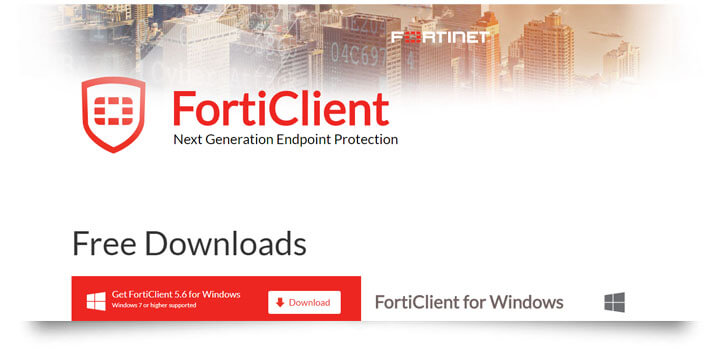 FORTINET
04C697
FortiClient
Next Generation Endpoint Protection
Free Downloads
Get FortiClient 5.6 for Windows
Windows 7 or higher supported
Download
FortiClient for Windows